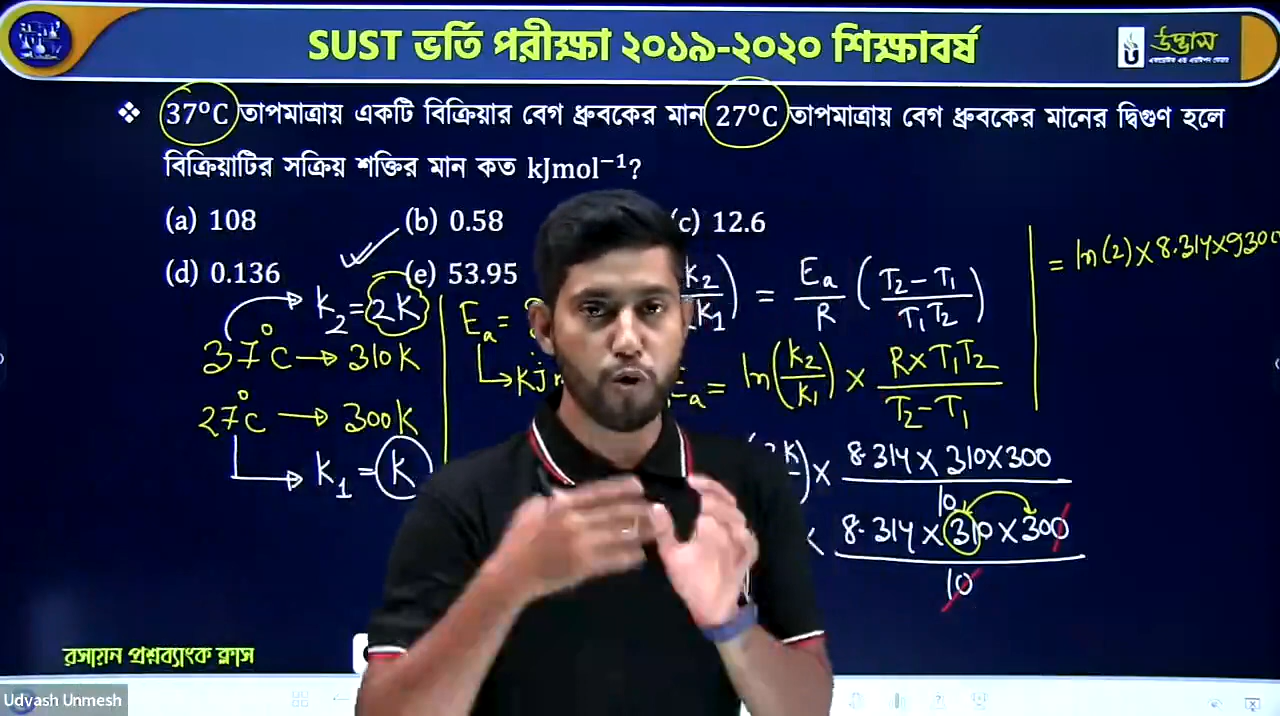 SUST ভর্তি পরীক্ষা ২০১৯-২০২০ শিক্ষাবর্ষ
উদ্ভাস
❖ 37°C তাপমাত্রায় একটি বিক্রিয়ার বেগ ধ্রুবকের মান 27°C তাপমাত্রায় বেগ ধ্রুবকের মানের দ্বিগুণ হলে
বিক্রিয়াটির সক্রিয় শক্তির মান কত kJmol⁻¹?
(a) 108 (b) 0.58 (c) 12.6
(d) 0.136 (e) 53.95
K₂ = 2K
37°C → 310K
27°C → 300K
K₁ = K
Eₐ =
K₂/K₁) = Eₐ/R (T₂ − T₁/T₁T₂)
= ln(K₂/K₁) × R×T₁T₂/T₂ − T₁
× 8.314 × 310×300/10
8.314 × 310 × 300/10
= ln(2) × 8.314×9300
রসায়ন প্রশ্নব্যাংক ক্লাস
Udvash Unmesh